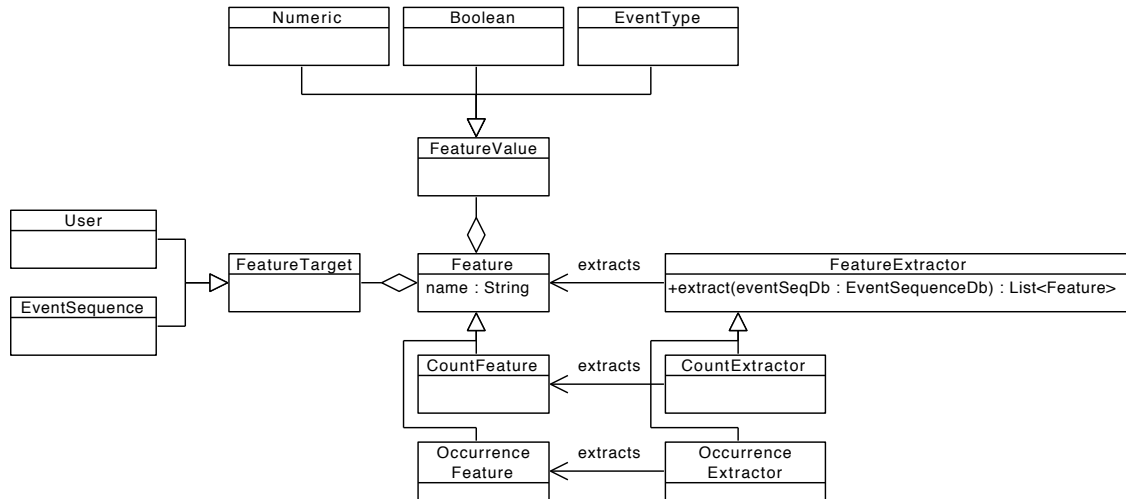 Numeric
Boolean
EventType
FeatureValue
User
FeatureTarget
EventSequence
Feature
name : String
extracts
FeatureExtractor
+extract(eventSeqDb : EventSequenceDb) : List<Feature>
CountFeature
extracts
CountExtractor
Occurrence
Feature
extracts
Occurrence
Extractor